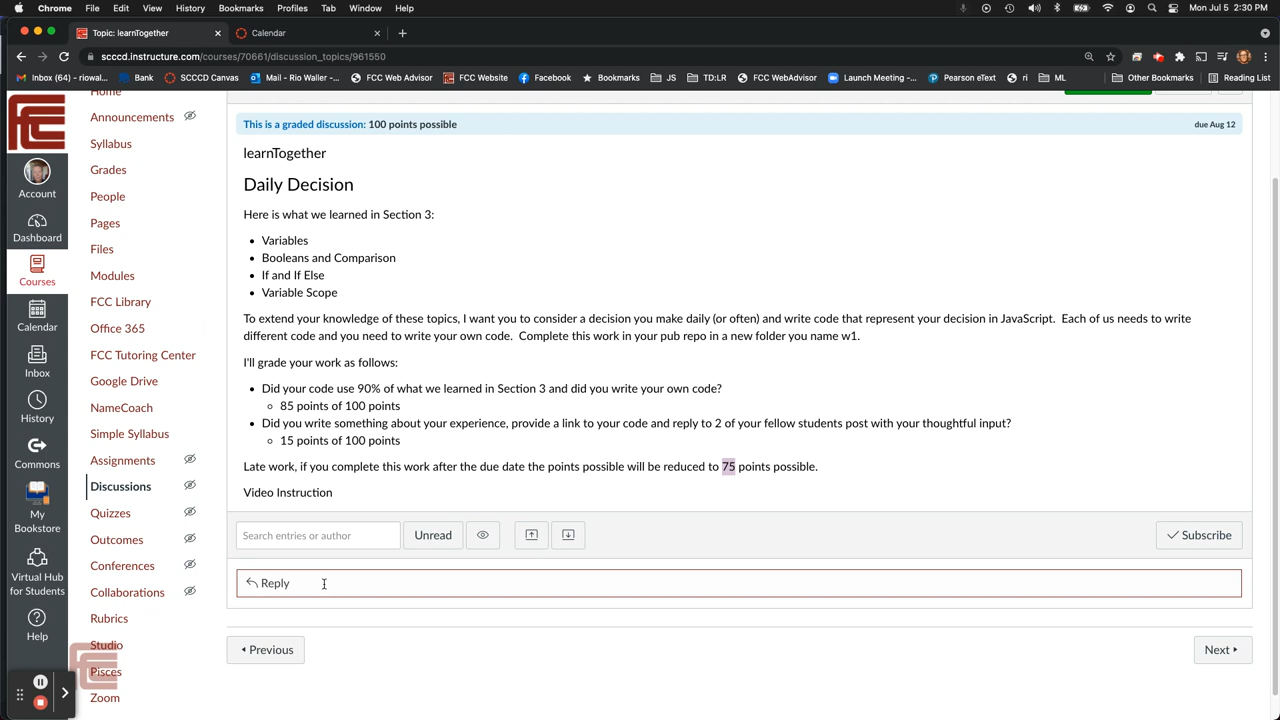 Chrome File Edit View History Bookmarks Profiles Tab Window Help Mon Jul 5 2:30 PM
Topic: learnTogether Calendar
scccd.instructure.com/courses/70661/discussion_topics/961550
Inbox (64) - riowal... Bank SCCCD Canvas Mail - Rio Waller -... FCC Web Advisor FCC Website Facebook Bookmarks JS TD:LR FCC WebAdvisor Launch Meeting -... Pearson eText ri ML Other Bookmarks Reading List
FCC
Account
Dashboard
Courses
Calendar
Inbox
History
Commons
My Bookstore
Virtual Hub for Students
Help
Home
Announcements
Syllabus
Grades
People
Pages
Files
Modules
FCC Library
Office 365
FCC Tutoring Center
Google Drive
NameCoach
Simple Syllabus
Assignments
Discussions
Quizzes
Outcomes
Conferences
Collaborations
Rubrics
Studio
Pisces
Zoom
This is a graded discussion: 100 points possible due Aug 12
learnTogether
Daily Decision
Here is what we learned in Section 3:
• Variables
• Booleans and Comparison
• If and If Else
• Variable Scope
To extend your knowledge of these topics, I want you to consider a decision you make daily (or often) and write code that represent your decision in JavaScript. Each of us needs to write
different code and you need to write your own code. Complete this work in your pub repo in a new folder you name w1.
I'll grade your work as follows:
• Did your code use 90% of what we learned in Section 3 and did you write your own code?
◦ 85 points of 100 points
• Did you write something about your experience, provide a link to your code and reply to 2 of your fellow students post with your thoughtful input?
◦ 15 points of 100 points
Late work, if you complete this work after the due date the points possible will be reduced to 75 points possible.
Video Instruction
Search entries or author Unread Subscribe
Reply
Previous Next